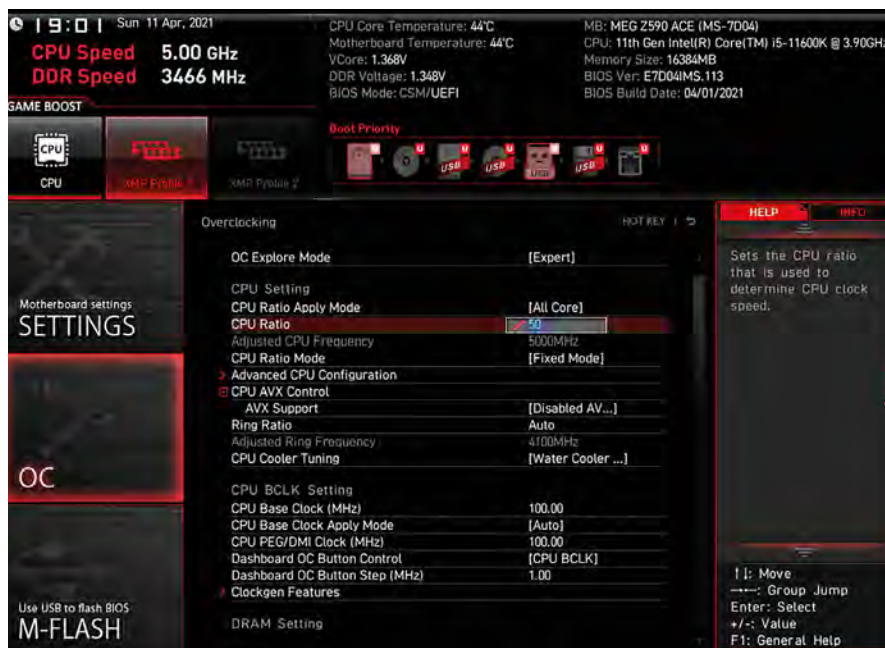 19:01 Sun 11 Apr, 2021
CPU Speed 5.00 GHz
DDR Speed 3466 MHz
CPU Core Temperature: 44°C
Motherboard Temperature: 44°C
VCore: 1.368V
DDR Voltage: 1.348V
BIOS Mode: CSM/UEFI
MB: MEG Z590 ACE (MS-7D04)
CPU: 11th Gen Intel(R) Core(TM) i5-11600K @ 3.90GHz
Memory Size: 16384MB
BIOS Ver: E7D04IMS.113
BIOS Build Date: 04/01/2021
GAME BOOST
CPU
CPU
XMP Profile 1
XMP Profile 2
Boot Priority
U
U
USB U
USB U
USB U
USB U
U
Motherboard settings
SETTINGS
OC
Use USB to flash BIOS
M-FLASH
Overclocking
HOT KEY |
OC Explore Mode [Expert]
CPU Setting
CPU Ratio Apply Mode [All Core]
CPU Ratio 50
Adjusted CPU Frequency 5000MHz
CPU Ratio Mode [Fixed Mode]
> Advanced CPU Configuration
CPU AVX Control
AVX Support [Disabled AV...]
Ring Ratio Auto
Adjusted Ring Frequency 4100MHz
CPU Cooler Tuning [Water Cooler ...]
CPU BCLK Setting
CPU Base Clock (MHz) 100.00
CPU Base Clock Apply Mode [Auto]
CPU PEG/DMI Clock (MHz) 100.00
Dashboard OC Button Control [CPU BCLK]
Dashboard OC Button Step (MHz) 1.00
> Clockgen Features
DRAM Setting
HELP
INFO
Sets the CPU ratio
that is used to
determine CPU clock
speed.
↑↓: Move
→←: Group Jump
Enter: Select
+/-: Value
F1: General Help